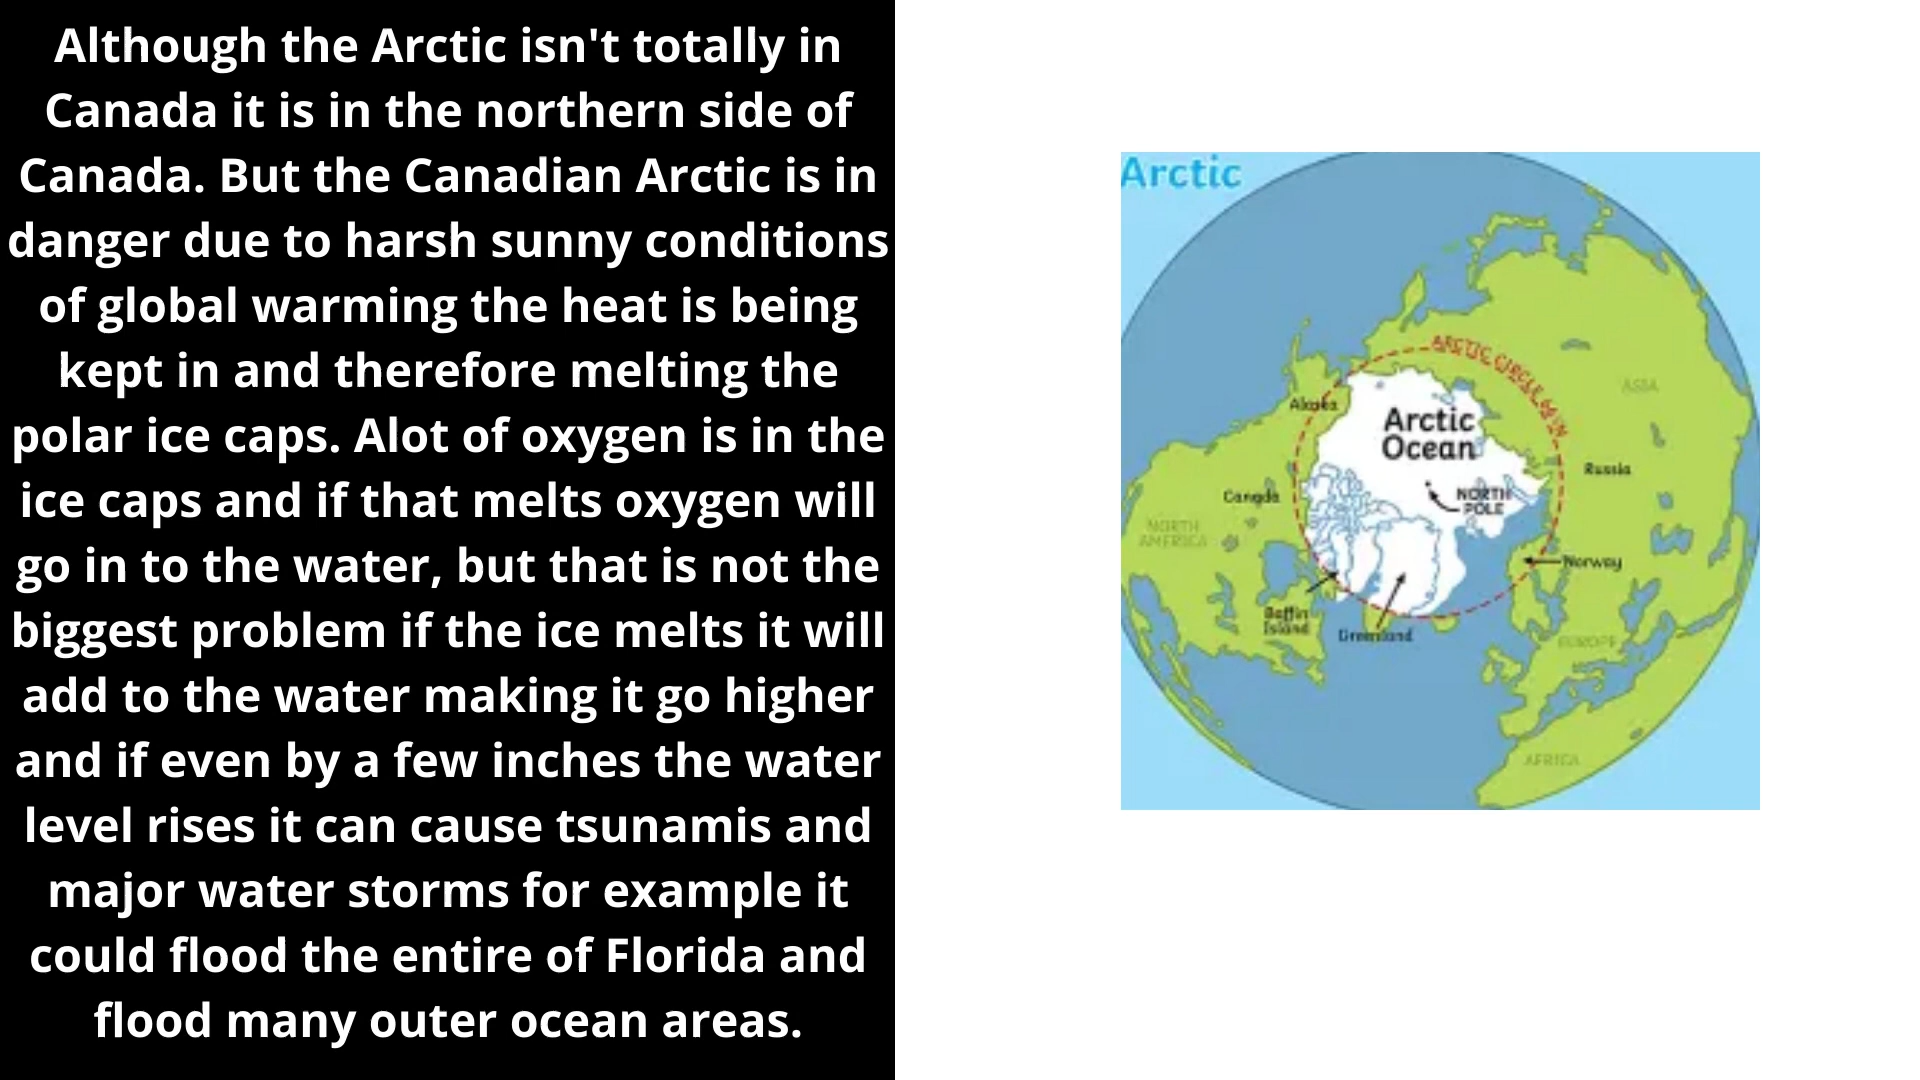 Although the Arctic isn't totally in
Canada it is in the northern side of
Canada. But the Canadian Arctic is in
danger due to harsh sunny conditions
of global warming the heat is being
kept in and therefore melting the
polar ice caps. Alot of oxygen is in the
ice caps and if that melts oxygen will
go in to the water, but that is not the
biggest problem if the ice melts it will
add to the water making it go higher
and if even by a few inches the water
level rises it can cause tsunamis and
major water storms for example it
could flood the entire of Florida and
flood many outer ocean areas.
Arctic
ARCTIC CIRCLE
Alaska
ASIA
Arctic
Ocean
Russia
Canada
NORTH
POLE
NORTH
AMERICA
Norway
Baffin
Island
Greenland
EUROPE
AFRICA